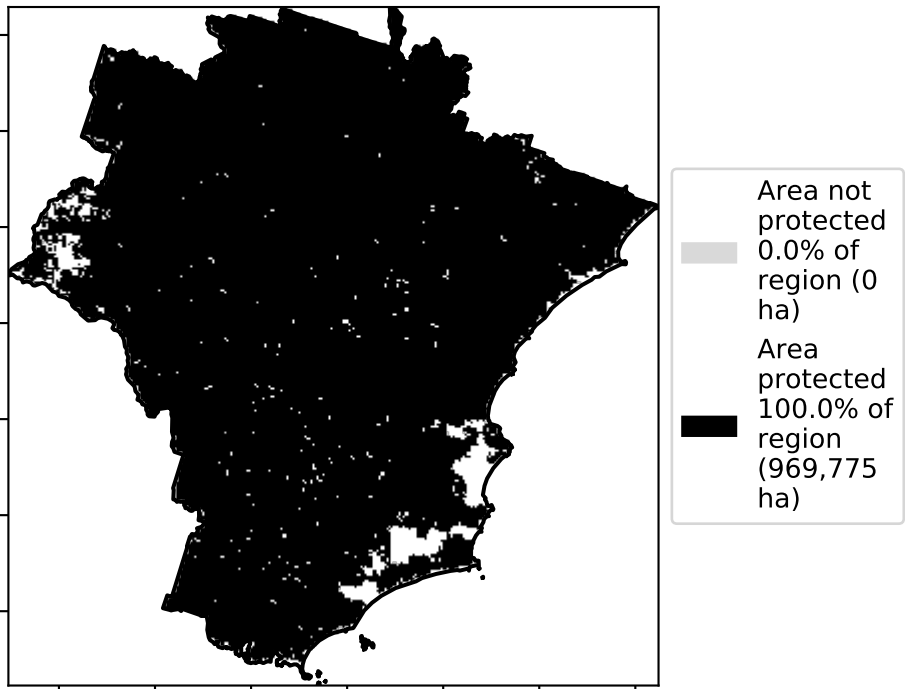 Area not
protected
0.0% of
region (0
ha)
Area
protected
100.0% of
region
(969,775
ha)